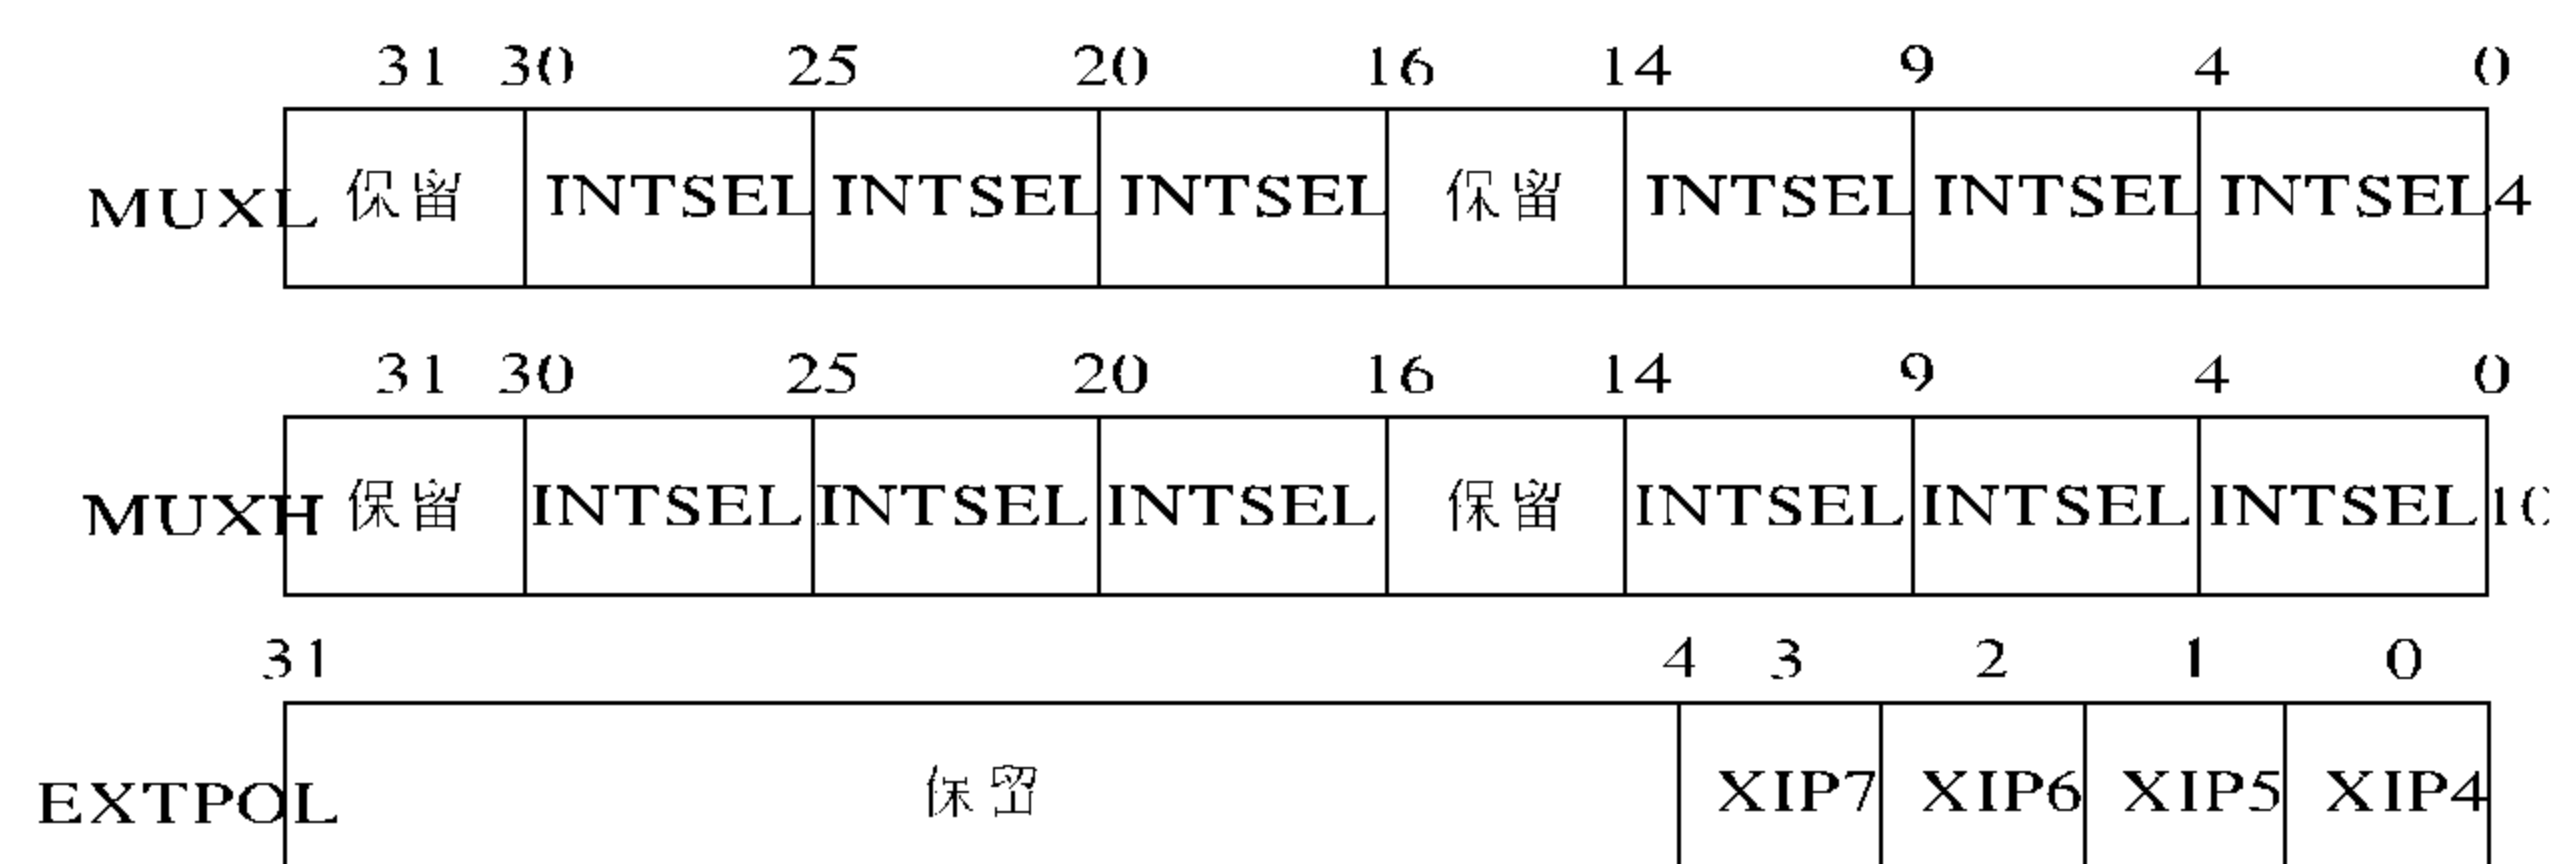 31 30 25 20 16 14 9 4 0
MUXL 保留 INTSEL INTSEL INTSEL 保留 INTSEL INTSEL INTSEL4
31 30 25 20 16 14 9 4 0
MUXH 保留 INTSEL INTSEL INTSEL 保留 INTSEL INTSEL INTSEL10
31 4 3 2 1 0
EXTPOL 保留 XIP7 XIP6 XIP5 XIP4